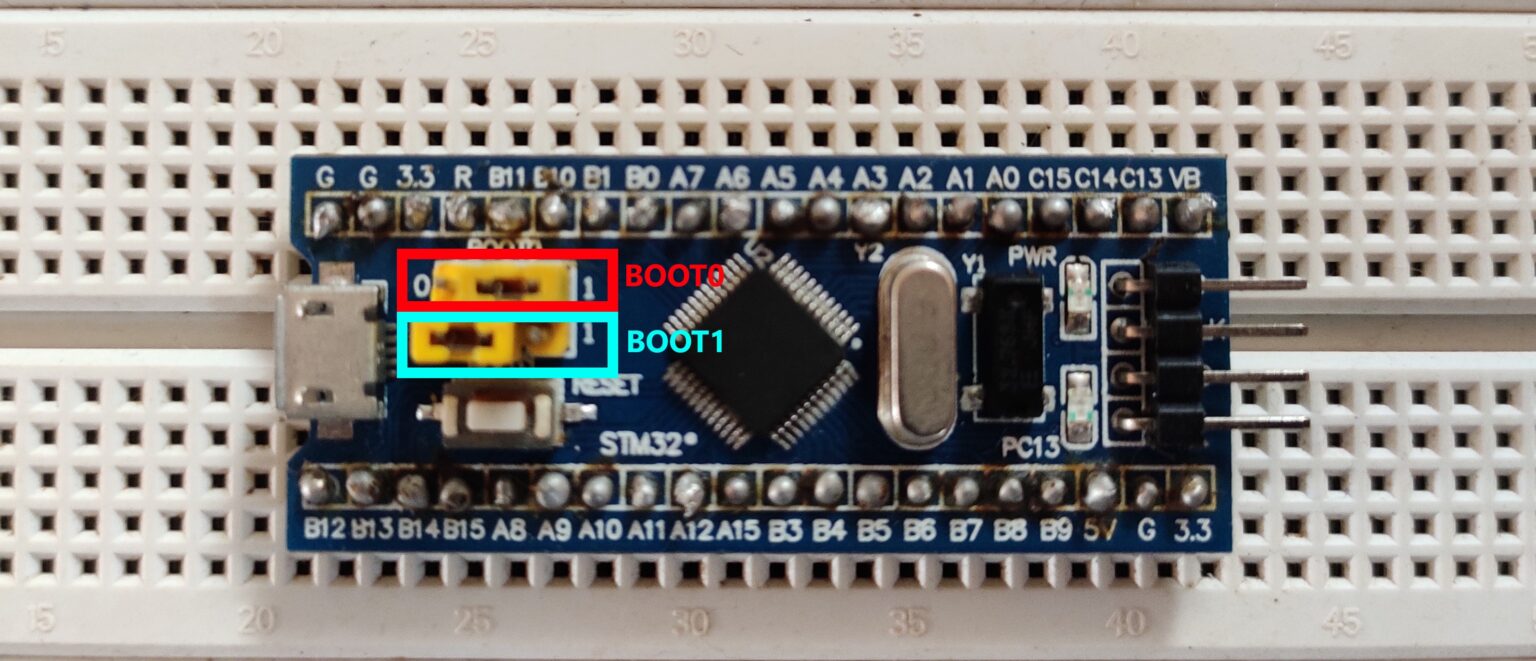 15 20 25 30 35 40 45
G G 3.3 R B11 B10 B1 B0 A7 A6 A5 A4 A3 A2 A1 A0 C15 C14 C13 VB
BOOT0
U2 Y2 Y1 PWR
0 1 BOOT0
1 BOOT1
RESET
STM32® PC13
B12 B13 B14 B15 A8 A9 A10 A11 A12 A15 B3 B4 B5 B6 B7 B8 B9 5V G 3.3
15 20 25 30 35 40 45